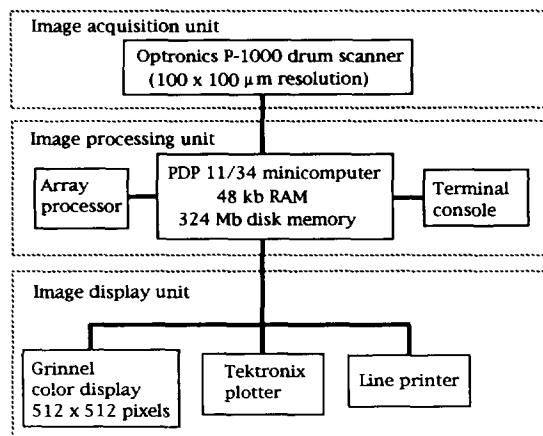 Image acquisition unit
Optronics P-1000 drum scanner
(100 x 100 µm resolution)
Image processing unit
Array
processor
PDP 11/34 minicomputer
48 kb RAM
324 Mb disk memory
Terminal
console
Image display unit
Grinnel
color display
512 x 512 pixels
Tektronix
plotter
Line printer